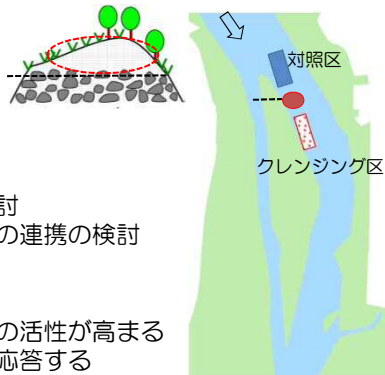 対照区
クレンジング区
討
の連携の検討
の活性が高まる
応答する